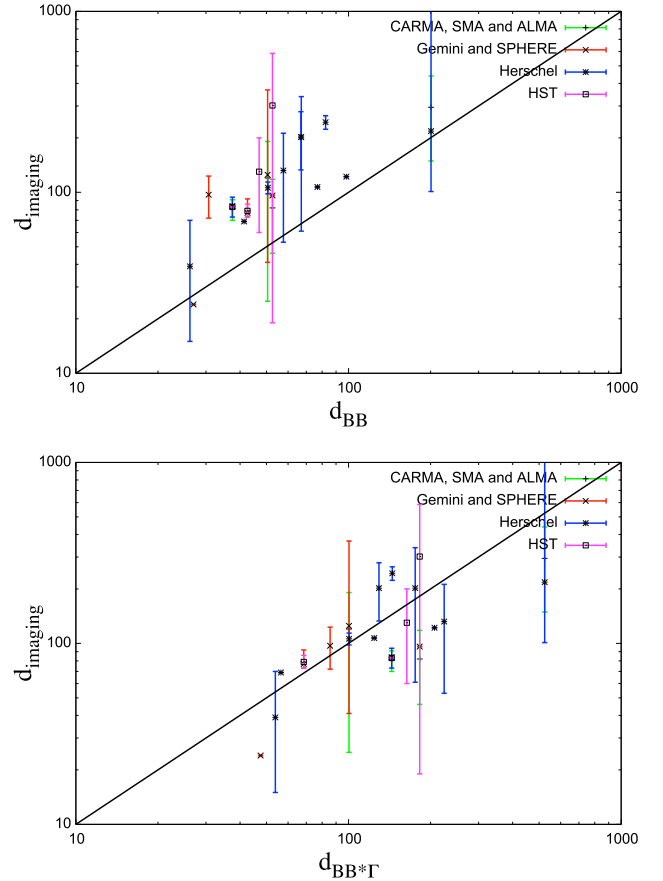 1000
CARMA, SMA and ALMA
Gemini and SPHERE
Herschel
HST
100
d_imaging
10
10 100 1000
d_BB
1000
CARMA, SMA and ALMA
Gemini and SPHERE
Herschel
HST
100
d_imaging
10
10 100 1000
d_BB*Γ